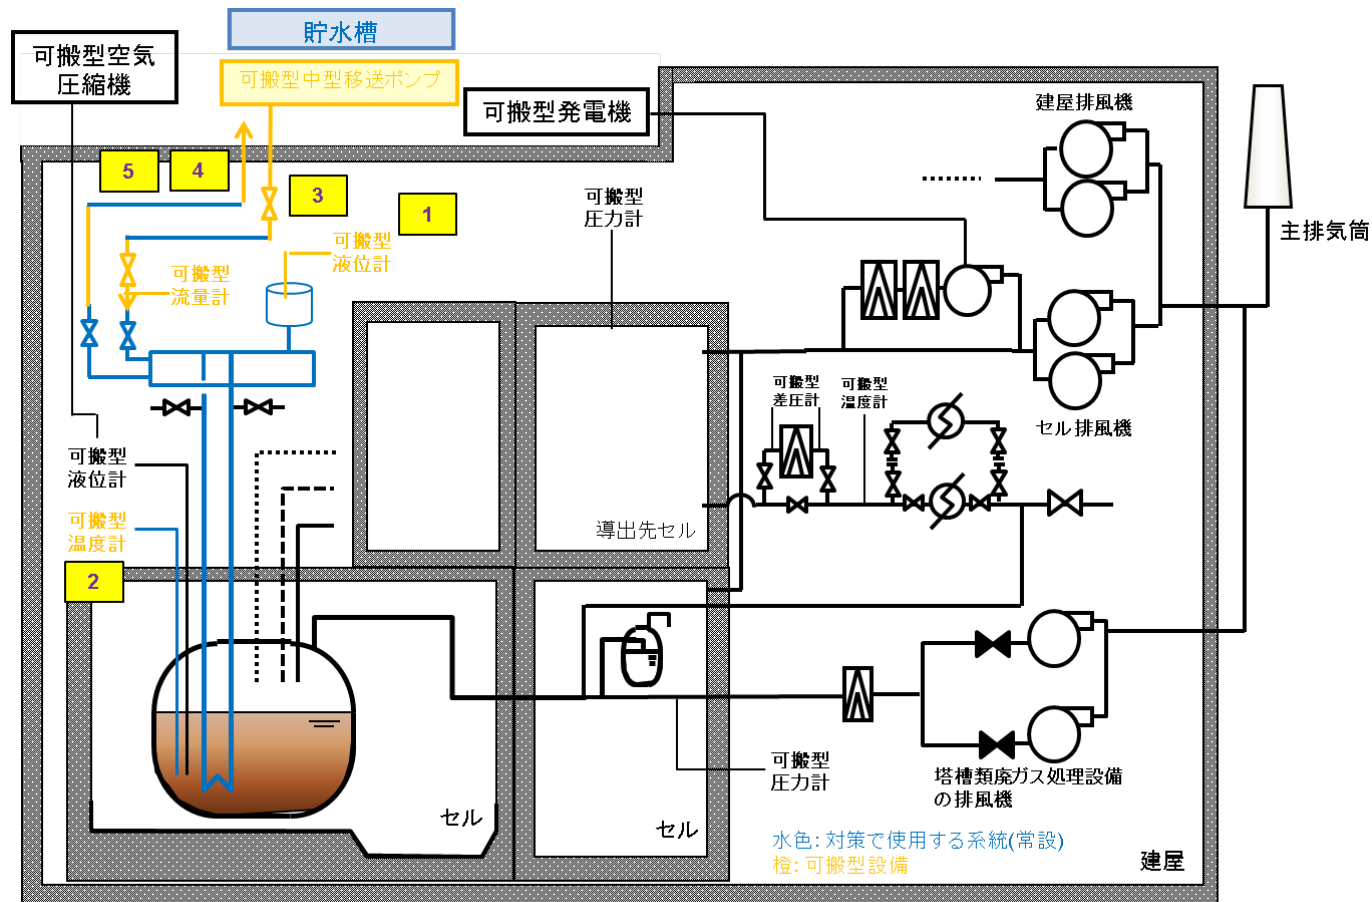 貯水槽
可搬型空気
圧縮機
可搬型中型移送ポンプ
可搬型発電機
建屋排風機
5
4
3
1
可搬型
圧力計
主排気筒
可搬型
液位計
可搬型
流量計
可搬型
差圧計
可搬型
温度計
セル排風機
可搬型
液位計
可搬型
温度計
導出先セル
2
可搬型
圧力計
塔槽類廃ガス処理設備
の排風機
セル
セル
水色:対策で使用する系統(常設)
橙:可搬型設備
建屋